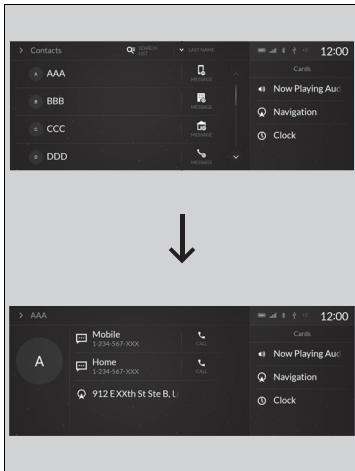 Contacts
SEARCH LIST
LAST NAME
12:00
A AAA
MESSAGE
B BBB
MESSAGE
C CCC
MESSAGE
D DDD
MESSAGE
Cards
Now Playing Aud
Navigation
Clock
AAA
12:00
A
Mobile
1-234-567-XXX
CALL
Home
1-234-567-XXX
CALL
912 E XXth St Ste B, L
Cards
Now Playing Aud
Navigation
Clock